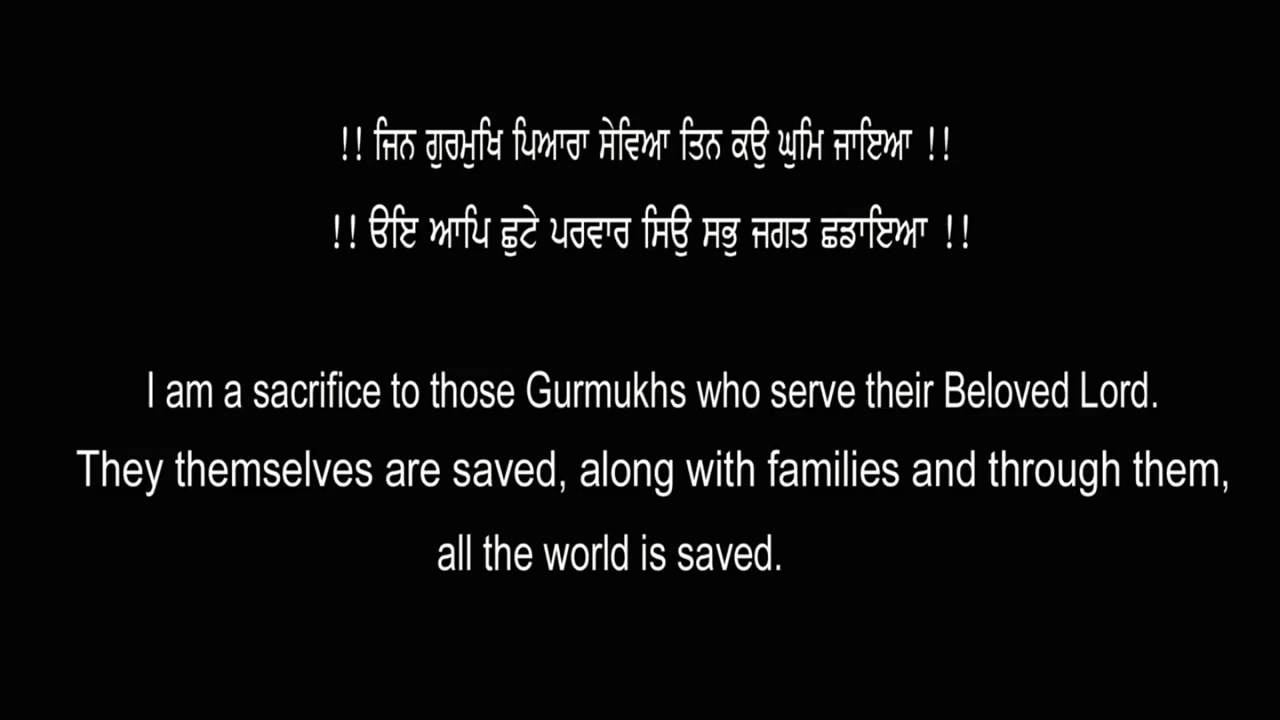 !! ਜਿਨ ਗੁਰਮੁਖਿ ਪਿਆਰਾ ਸੇਵਿਆ ਤਿਨ ਕਉ ਘੁਮਿ ਜਾਇਆ !!
!! ਓਇ ਆਪਿ ਛੁਟੇ ਪਰਵਾਰ ਸਿਉ ਸਭੁ ਜਗਤ ਛਡਾਇਆ !!
I am a sacrifice to those Gurmukhs who serve their Beloved Lord.
They themselves are saved, along with families and through them,
all the world is saved.